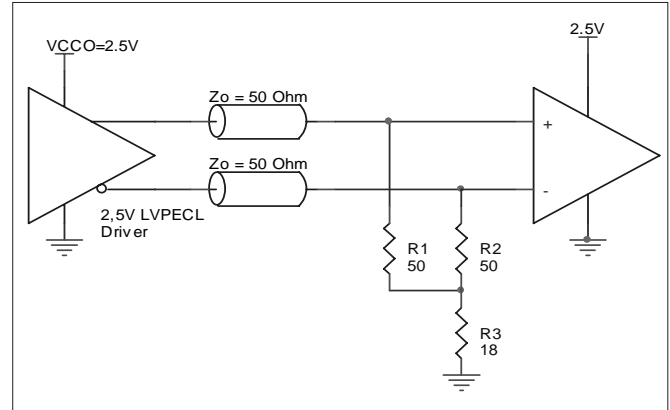 VCCO=2.5V
2.5V
Zo = 50 Ohm
+
Zo = 50 Ohm
-
2,5V LVPECL
Driver
R1
50
R2
50
R3
18